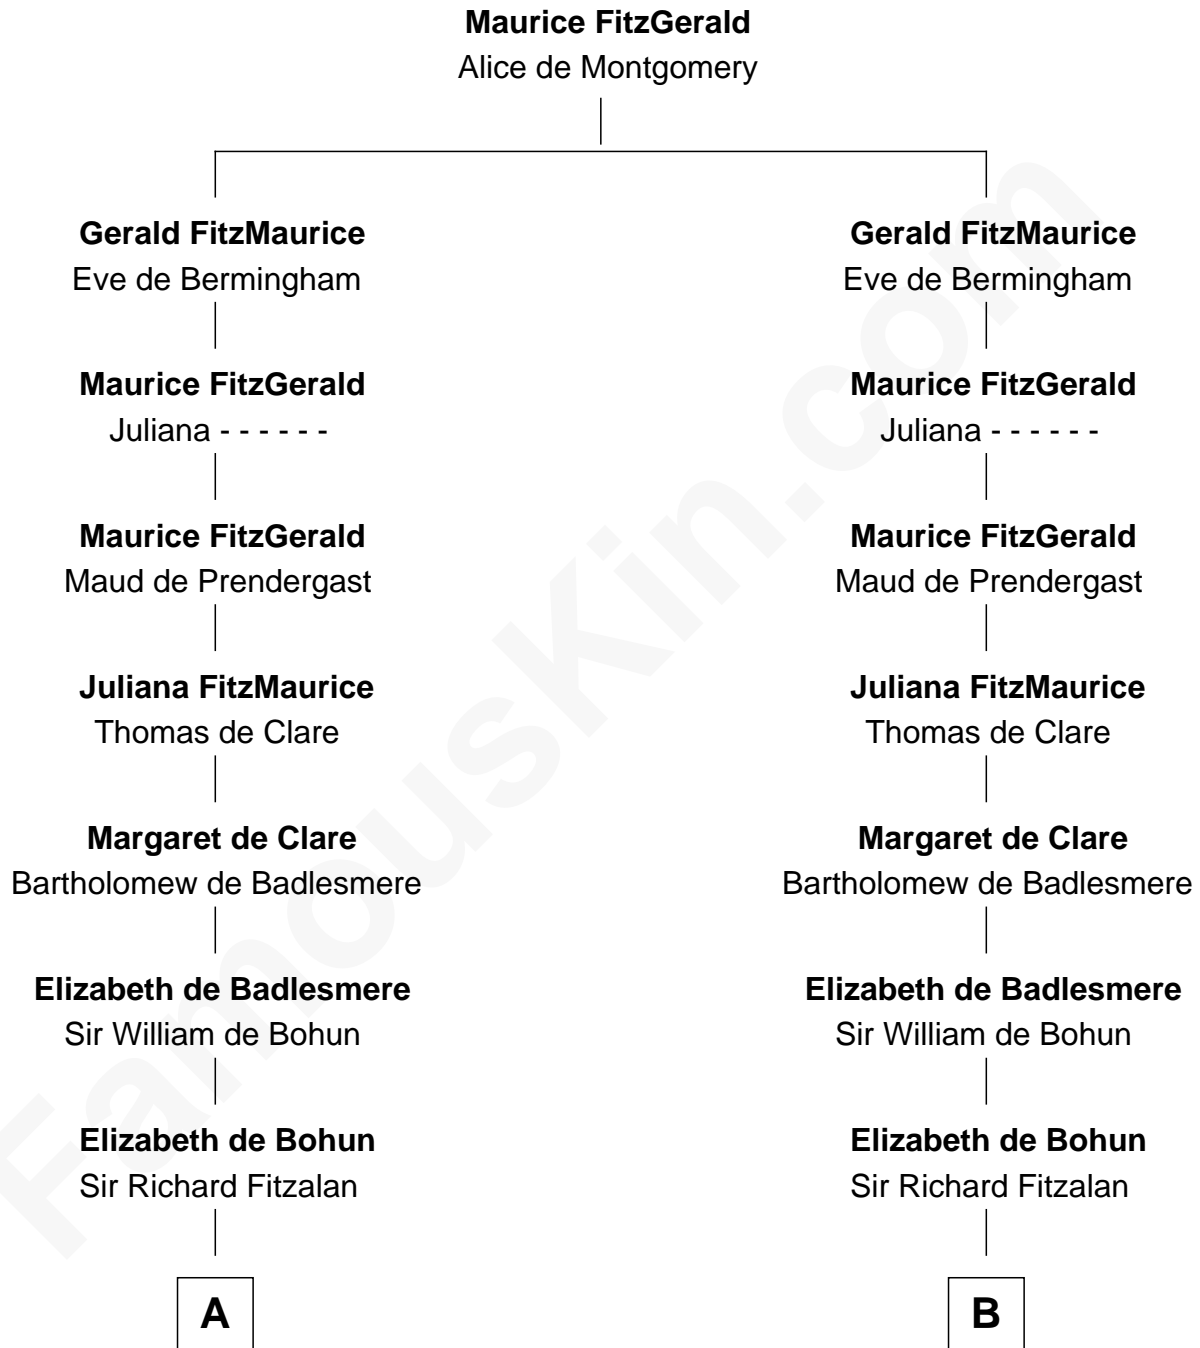 Maurice FitzGerald
Alice de Montgomery
Gerald FitzMaurice
Eve de Bermingham
Maurice FitzGerald
Juliana - - - - - -
Maurice FitzGerald
Maud de Prendergast
Juliana FitzMaurice
Thomas de Clare
Margaret de Clare
Bartholomew de Badlesmere
Elizabeth de Badlesmere
Sir William de Bohun
Elizabeth de Bohun
Sir Richard Fitzalan
A
Gerald FitzMaurice
Eve de Bermingham
Maurice FitzGerald
Juliana - - - - - -
Maurice FitzGerald
Maud de Prendergast
Juliana FitzMaurice
Thomas de Clare
Margaret de Clare
Bartholomew de Badlesmere
Elizabeth de Badlesmere
Sir William de Bohun
Elizabeth de Bohun
Sir Richard Fitzalan
B
FamousKin.com